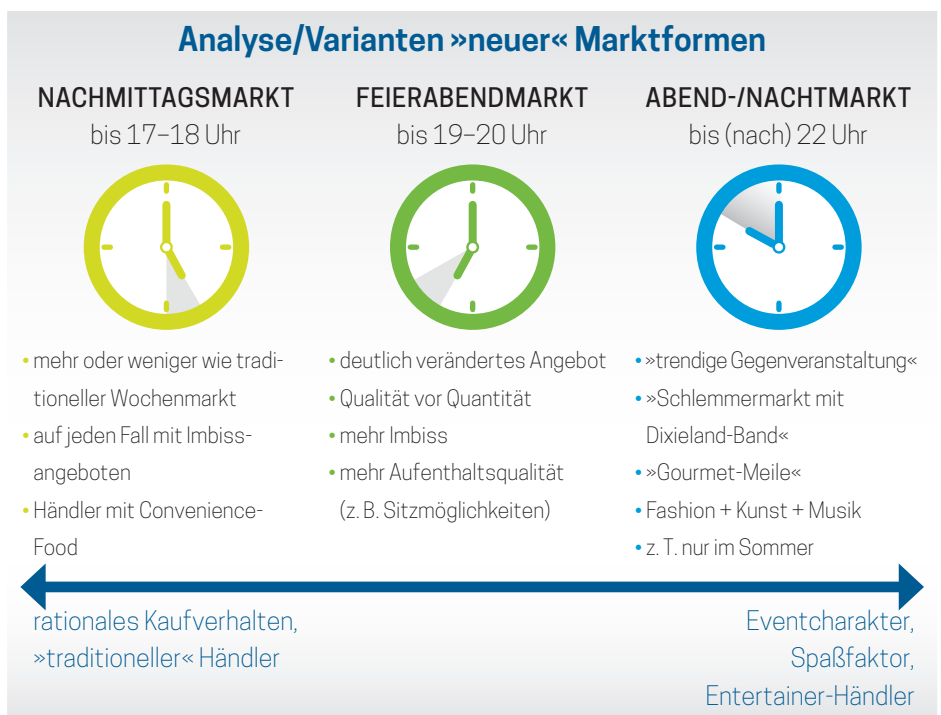 Analyse/Varianten »neuer« Marktformen
NACHMITTAGSMARKT
bis 17–18 Uhr
• mehr oder weniger wie tradi-
tioneller Wochenmarkt
• auf jeden Fall mit Imbiss-
angeboten
• Händler mit Convenience-
Food
FEIERABENDMARKT
bis 19–20 Uhr
• deutlich verändertes Angebot
• Qualität vor Quantität
• mehr Imbiss
• mehr Aufenthaltsqualität
(z. B. Sitzmöglichkeiten)
ABEND-/NACHTMARKT
bis (nach) 22 Uhr
• »trendige Gegenveranstaltung«
• »Schlemmermarkt mit
Dixieland-Band«
• »Gourmet-Meile«
• Fashion + Kunst + Musik
• z. T. nur im Sommer
rationales Kaufverhalten,
»traditioneller« Händler
Eventcharakter,
Spaßfaktor,
Entertainer-Händler